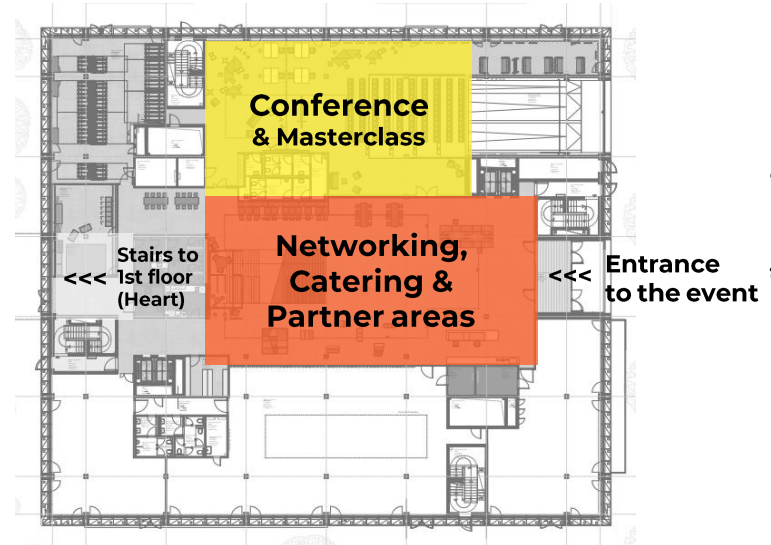 Conference
& Masterclass
Networking,
Catering &
Partner areas
<<< Stairs to
1st floor
(Heart)
<<< Entrance
to the event